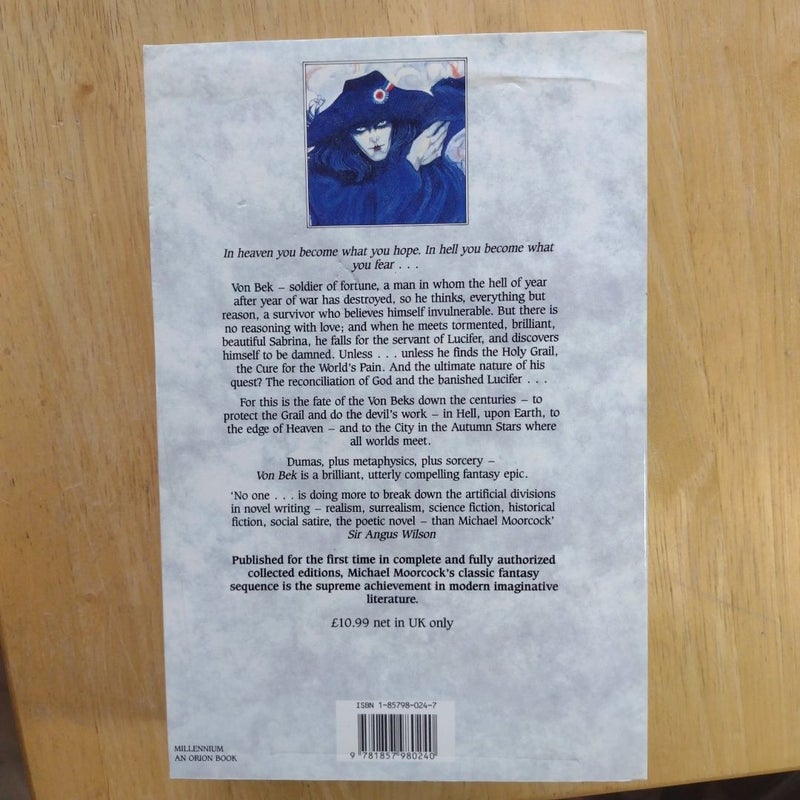 In heaven you become what you hope. In hell you become what
you fear . . .
Von Bek – soldier of fortune, a man in whom the hell of year
after year of war has destroyed, so he thinks, everything but
reason, a survivor who believes himself invulnerable. But there is
no reasoning with love; and when he meets tormented, brilliant,
beautiful Sabrina, he falls for the servant of Lucifer, and discovers
himself to be damned. Unless . . . unless he finds the Holy Grail,
the Cure for the World's Pain. And the ultimate nature of his
quest? The reconciliation of God and the banished Lucifer . . .
For this is the fate of the Von Beks down the centuries – to
protect the Grail and do the devil's work – in Hell, upon Earth, to
the edge of Heaven – and to the City in the Autumn Stars where
all worlds meet.
Dumas, plus metaphysics, plus sorcery –
Von Bek is a brilliant, utterly compelling fantasy epic.
'No one . . . is doing more to break down the artificial divisions
in novel writing – realism, surrealism, science fiction, historical
fiction, social satire, the poetic novel – than Michael Moorcock'
Sir Angus Wilson
Published for the first time in complete and fully authorized
collected editions, Michael Moorcock's classic fantasy
sequence is the supreme achievement in modern imaginative
literature.
£10.99 net in UK only
ISBN 1-85798-024-7
9 781857 980240
MILLENNIUM
AN ORION BOOK